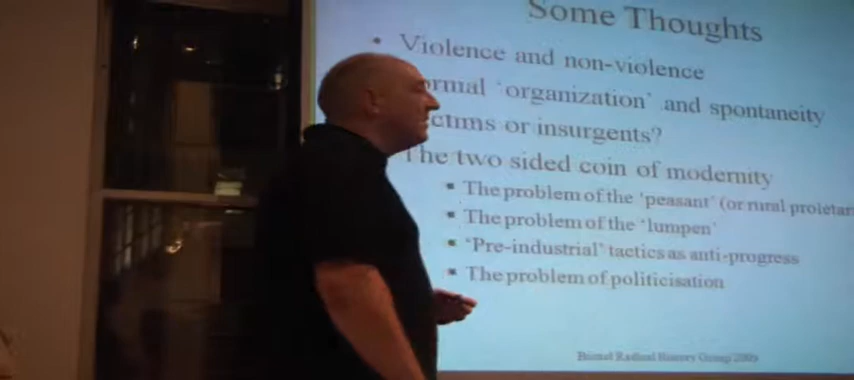 Some Thoughts
• Violence and non-violence
ormal 'organization' and spontaneity
ctims or insurgents?
The two sided coin of modernity
▪ The problem of the 'peasant' (or rural proletari
▪ The problem of the 'lumpen'
▪ 'Pre-industrial' tactics as anti-progress
▪ The problem of politicisation
Bristol Radical History Group 2009